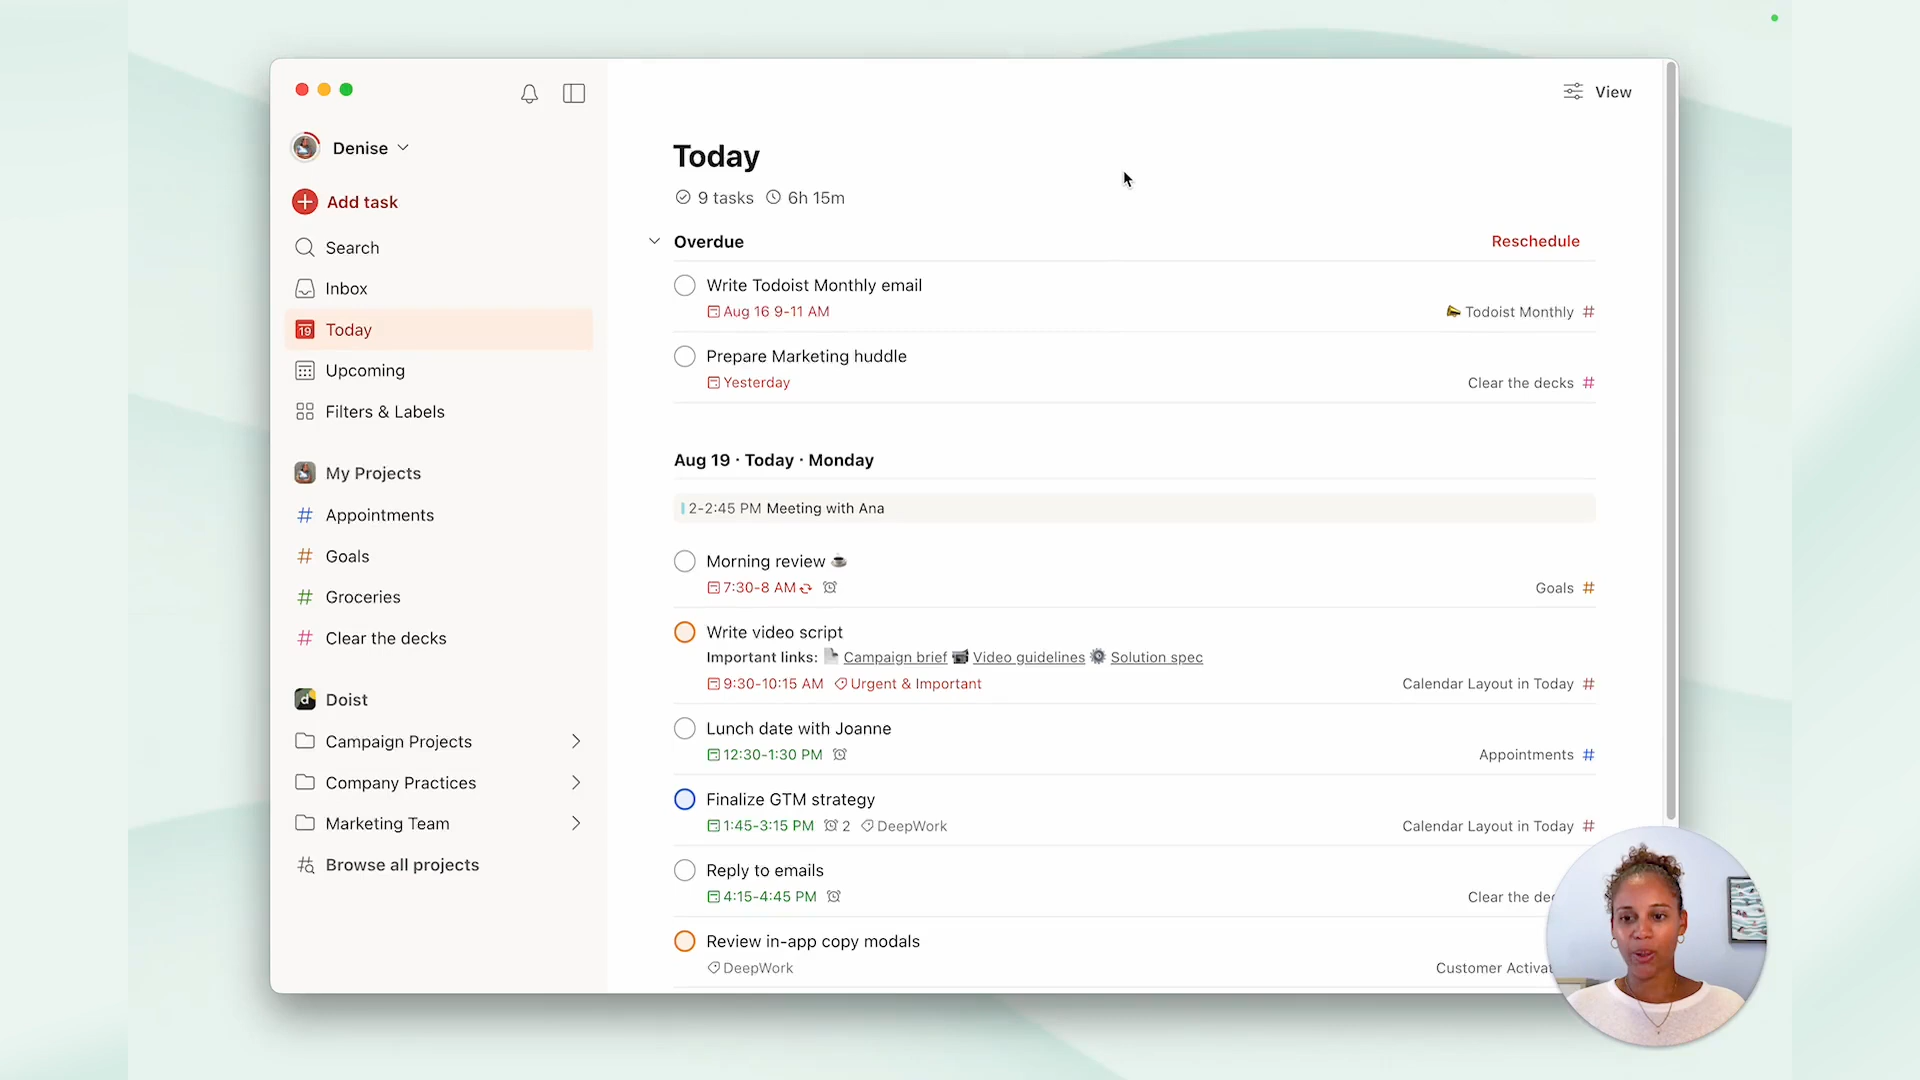 View
Denise
Add task
Search
Inbox
19
Today
Upcoming
Filters & Labels
My Projects
Appointments
Goals
Groceries
Clear the decks
Doist
Campaign Projects
Company Practices
Marketing Team
Browse all projects
Today
9 tasks 6h 15m
Overdue
Reschedule
Write Todoist Monthly email
Aug 16 9-11 AM
Todoist Monthly #
Prepare Marketing huddle
Yesterday
Clear the decks #
Aug 19 · Today · Monday
2-2:45 PM Meeting with Ana
Morning review
7:30-8 AM
Goals #
Write video script
Important links: Campaign brief Video guidelines Solution spec
9:30-10:15 AM Urgent & Important
Calendar Layout in Today #
Lunch date with Joanne
12:30-1:30 PM
Appointments #
Finalize GTM strategy
1:45-3:15 PM 2 DeepWork
Calendar Layout in Today #
Reply to emails
4:15-4:45 PM
Clear the dec
Review in-app copy modals
DeepWork
Customer Activat